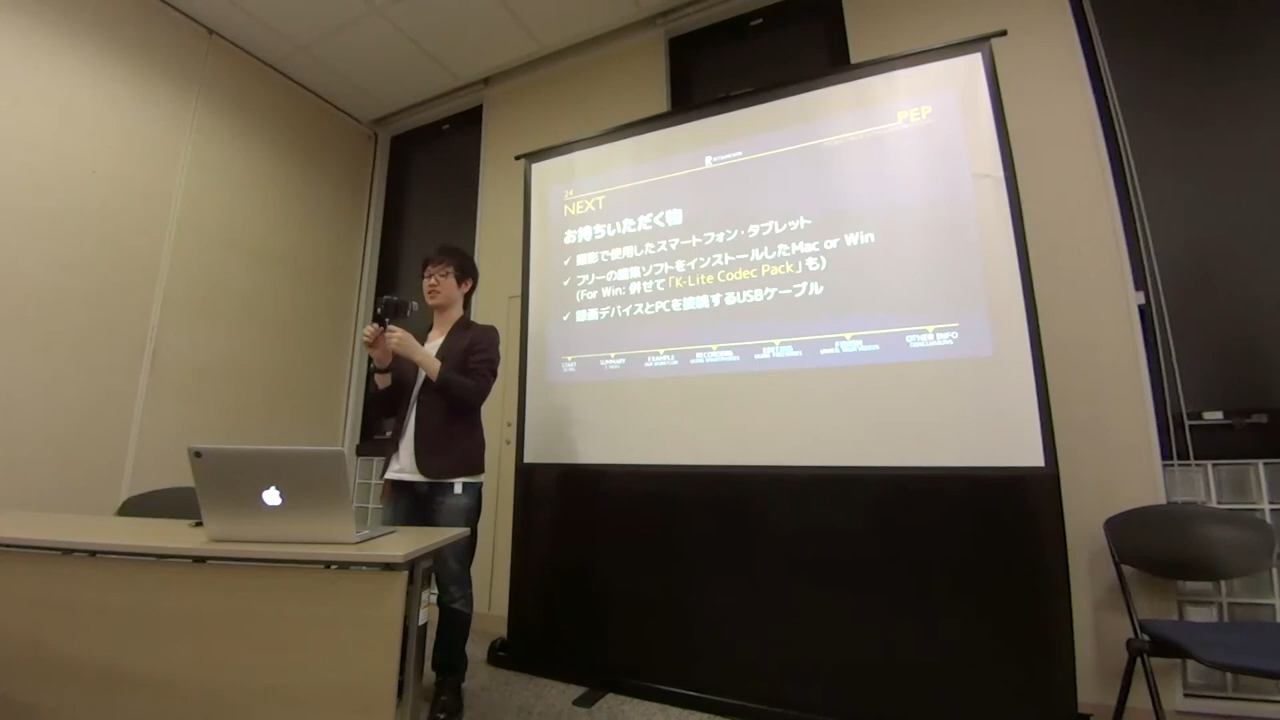 PEP
24
NEXT
お持ちいただく物
✓ 撮影で使用したスマートフォン・タブレット
✓ フリーの編集ソフトをインストールしたMac or Win
(For Win: 併せて「K-Lite Codec Pack」も)
✓ 録画デバイスとPCを接続するUSBケーブル
START SUMMARY EXAMPLE RECORDING EDITING FINISH OTHER INFO